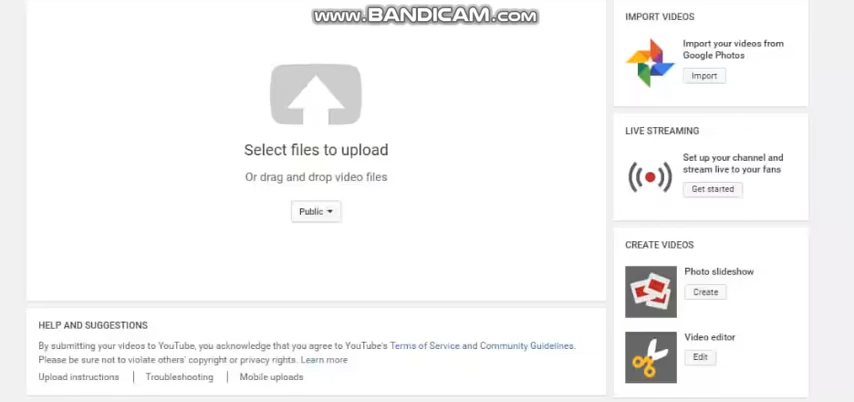 www.BANDICAM.com
Select files to upload
Or drag and drop video files
Public
HELP AND SUGGESTIONS
By submitting your videos to YouTube, you acknowledge that you agree to YouTube's Terms of Service and Community Guidelines.
Please be sure not to violate others' copyright or privacy rights. Learn more
Upload instructions | Troubleshooting | Mobile uploads
IMPORT VIDEOS
Import your videos from
Google Photos
Import
LIVE STREAMING
Set up your channel and
stream live to your fans
Get started
CREATE VIDEOS
Photo slideshow
Create
Video editor
Edit